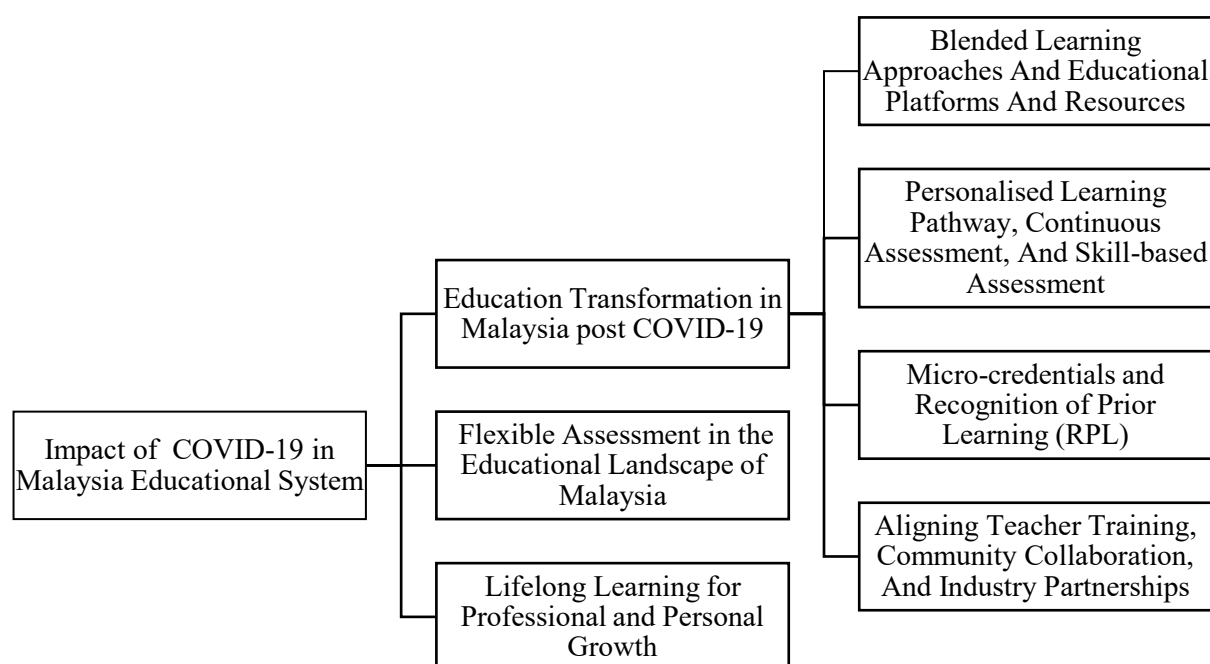 Impact of COVID-19 in
Malaysia Educational System
Education Transformation in
Malaysia post COVID-19
Flexible Assessment in the
Educational Landscape of
Malaysia
Lifelong Learning for
Professional and Personal
Growth
Blended Learning
Approaches And Educational
Platforms And Resources
Personalised Learning
Pathway, Continuous
Assessment, And Skill-based
Assessment
Micro-credentials and
Recognition of Prior
Learning (RPL)
Aligning Teacher Training,
Community Collaboration,
And Industry Partnerships